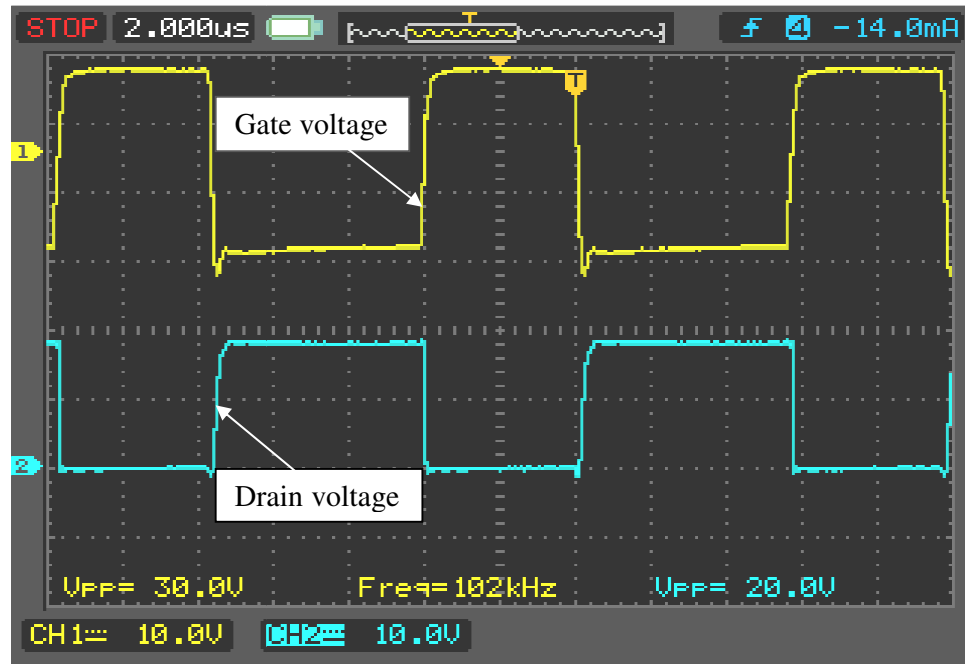 STOP 2.000us T F 4 -14.0mA
T
1
Gate voltage
2
Drain voltage
VPP= 30.0V Freq=102kHz VPP= 20.0V
CH1 10.0V CH2 10.0V